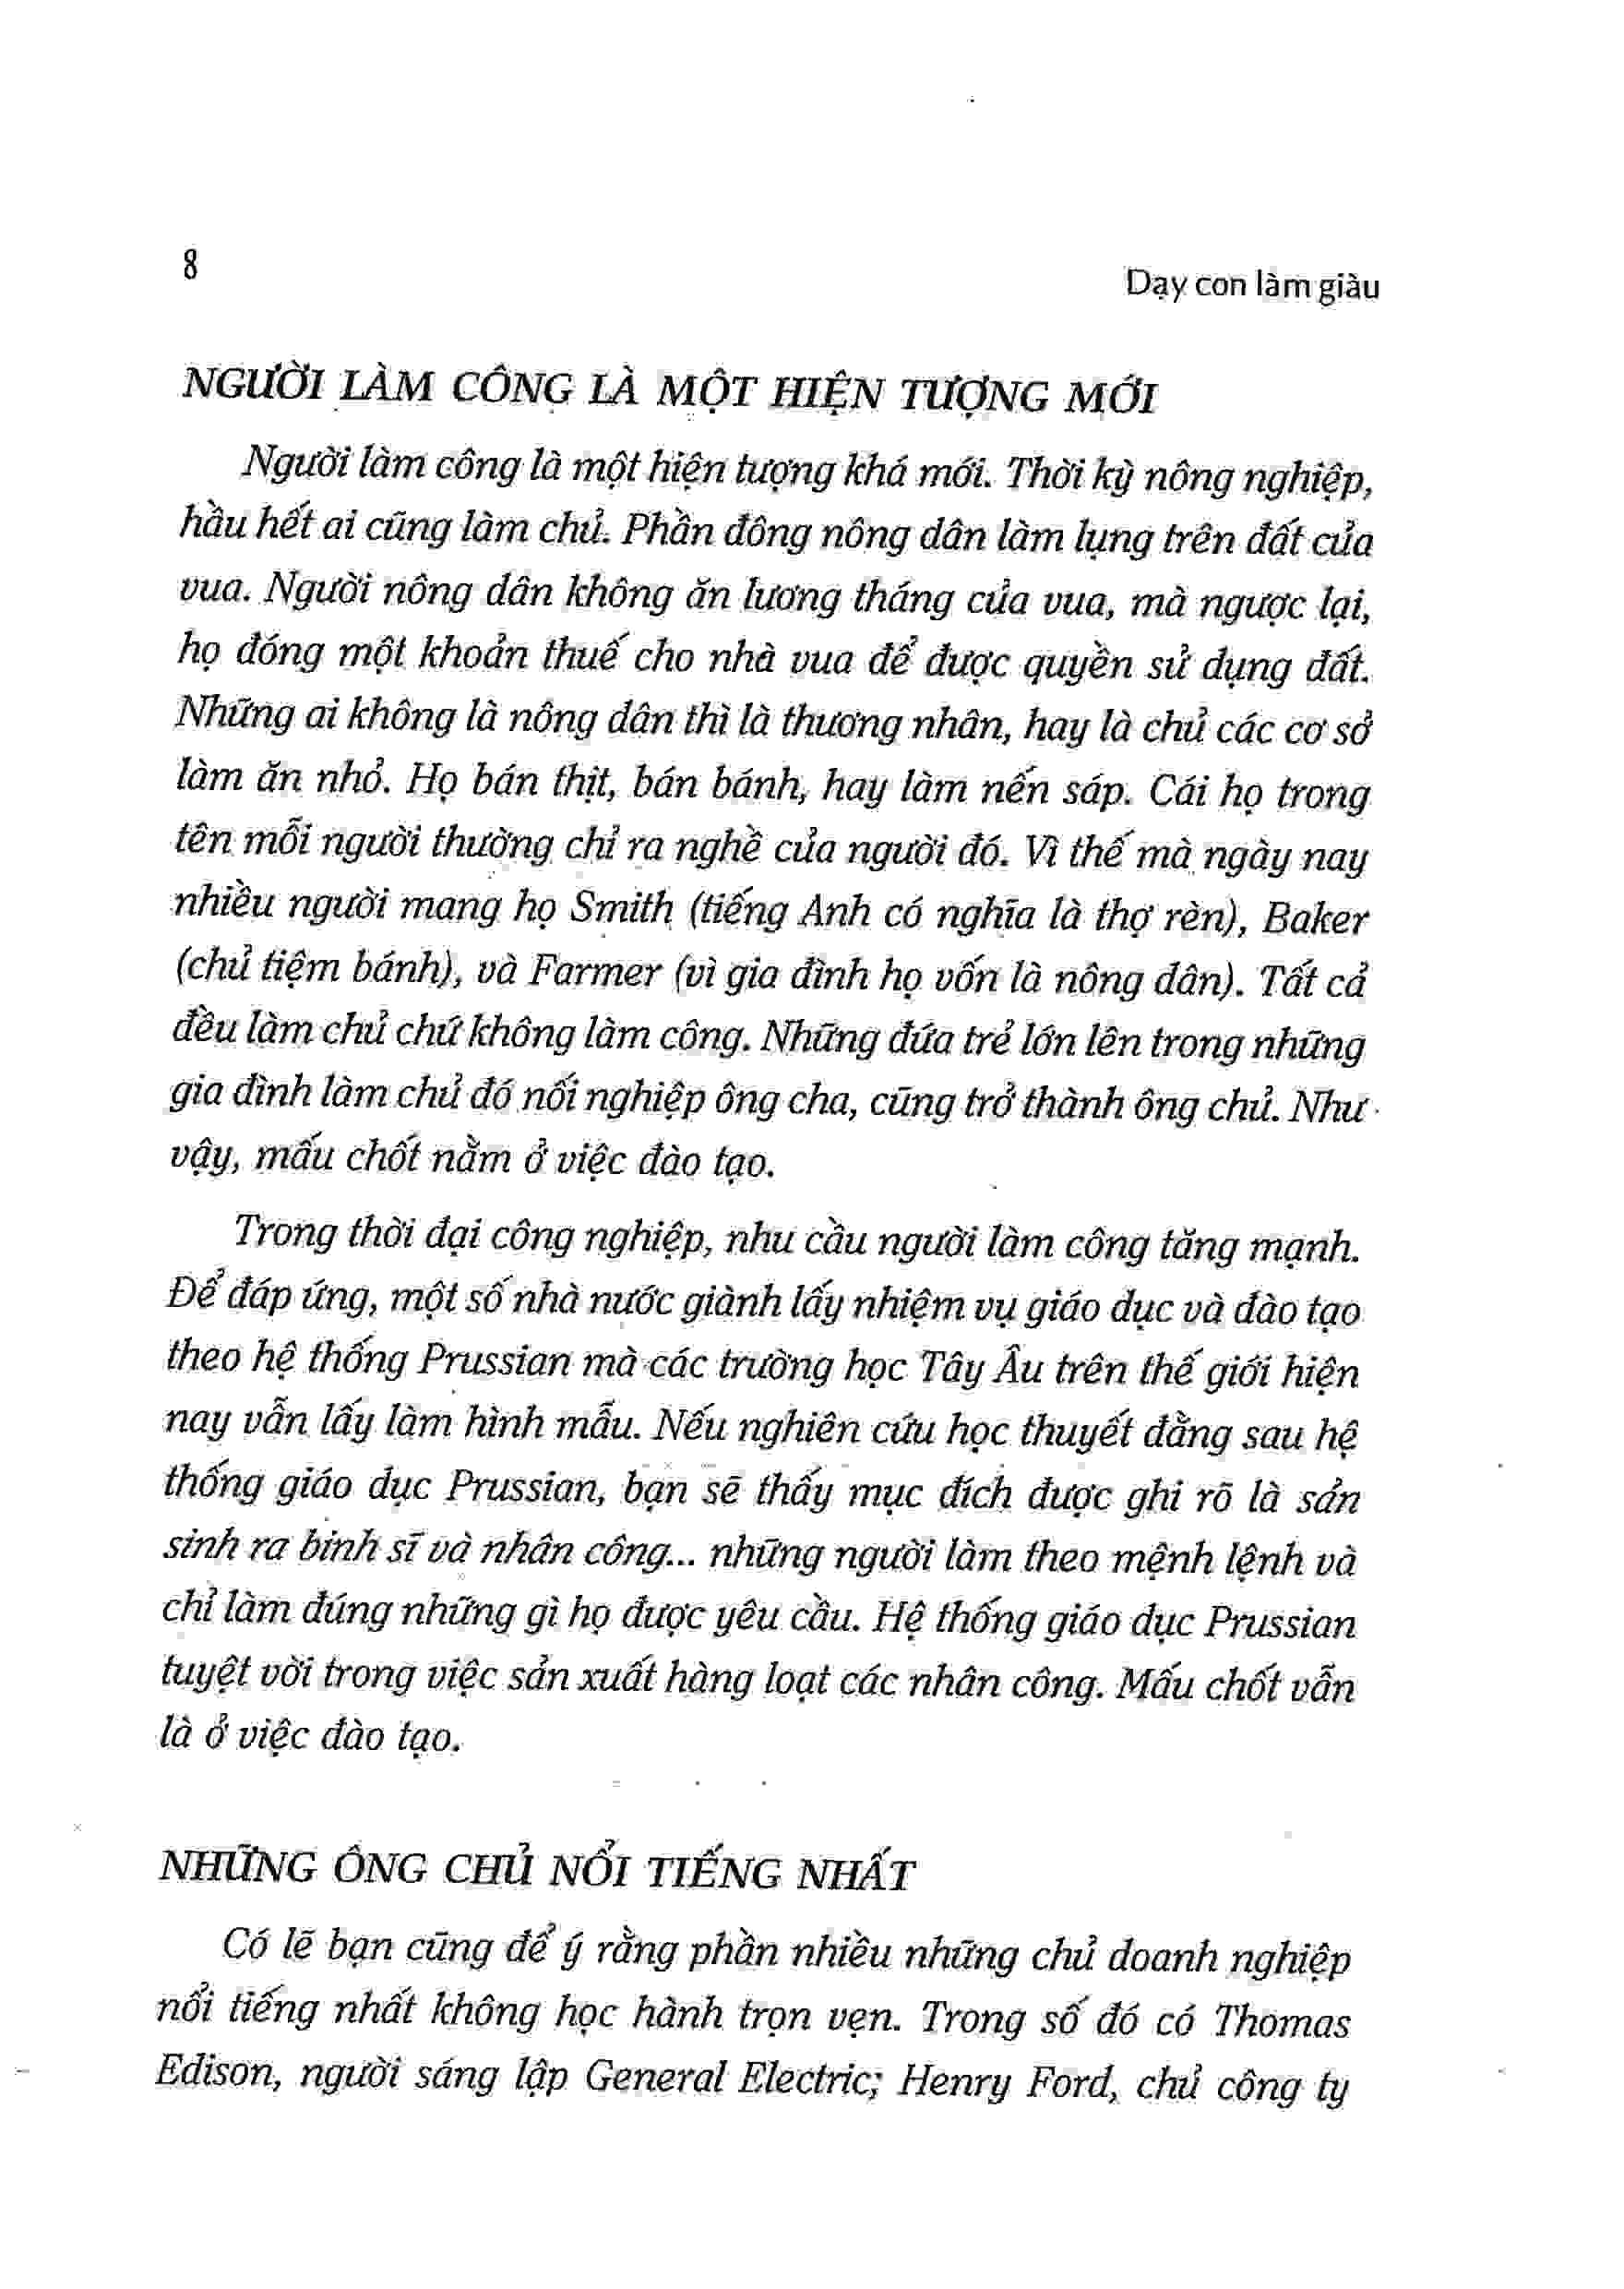 8
Dạy con làm giàu
NGƯỜI LÀM CÔNG LÀ MỘT HIỆN TƯỢNG MỚI
Người làm công là một hiện tượng khá mới. Thời kỳ nông nghiệp,
hầu hết ai cũng làm chủ. Phần đông nông dân làm lụng trên đất của
vua. Người nông dân không ăn lương tháng của vua, mà ngược lại,
họ đóng một khoản thuế cho nhà vua để được quyền sử dụng đất.
Những ai không là nông dân thì là thương nhân, hay là chủ các cơ sở
làm ăn nhỏ. Họ bán thịt, bán bánh, hay làm nến sáp. Cái họ trong
tên mỗi người thường chỉ ra nghề của người đó. Vì thế mà ngày nay
nhiều người mang họ Smith (tiếng Anh có nghĩa là thợ rèn), Baker
(chủ tiệm bánh), và Farmer (vì gia đình họ vốn là nông dân). Tất cả
đều làm chủ chứ không làm công. Những đứa trẻ lớn lên trong những
gia đình làm chủ đó nối nghiệp ông cha, cũng trở thành ông chủ. Như
vậy, mấu chốt nằm ở việc đào tạo.
Trong thời đại công nghiệp, nhu cầu người làm công tăng mạnh.
Để đáp ứng, một số nhà nước giành lấy nhiệm vụ giáo dục và đào tạo
theo hệ thống Prussian mà các trường học Tây Âu trên thế giới hiện
nay vẫn lấy làm hình mẫu. Nếu nghiên cứu học thuyết đằng sau hệ
thống giáo dục Prussian, bạn sẽ thấy mục đích được ghi rõ là sản
sinh ra binh sĩ và nhân công... những người làm theo mệnh lệnh và
chỉ làm đúng những gì họ được yêu cầu. Hệ thống giáo dục Prussian
tuyệt vời trong việc sản xuất hàng loạt các nhân công. Mấu chốt vẫn
là ở việc đào tạo.
NHỮNG ÔNG CHỦ NỔI TIẾNG NHẤT
Có lẽ bạn cũng để ý rằng phần nhiều những chủ doanh nghiệp
nổi tiếng nhất không học hành trọn vẹn. Trong số đó có Thomas
Edison, người sáng lập General Electric; Henry Ford, chủ công ty